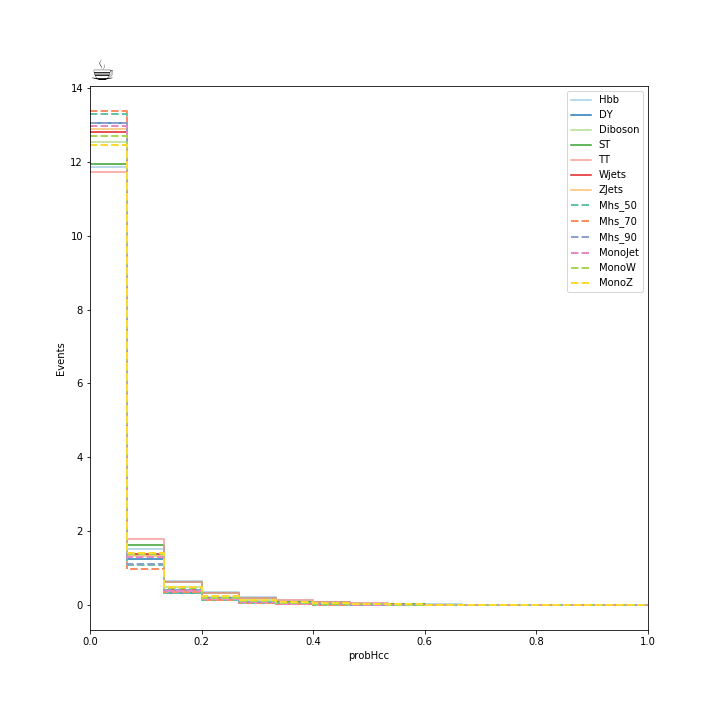 14
12
10
8
6
4
2
0
Events
0.0
0.2
0.4
0.6
0.8
1.0
probHcc
Hbb
DY
Diboson
ST
TT
Wjets
ZJets
Mhs_50
Mhs_70
Mhs_90
MonoJet
MonoW
MonoZ